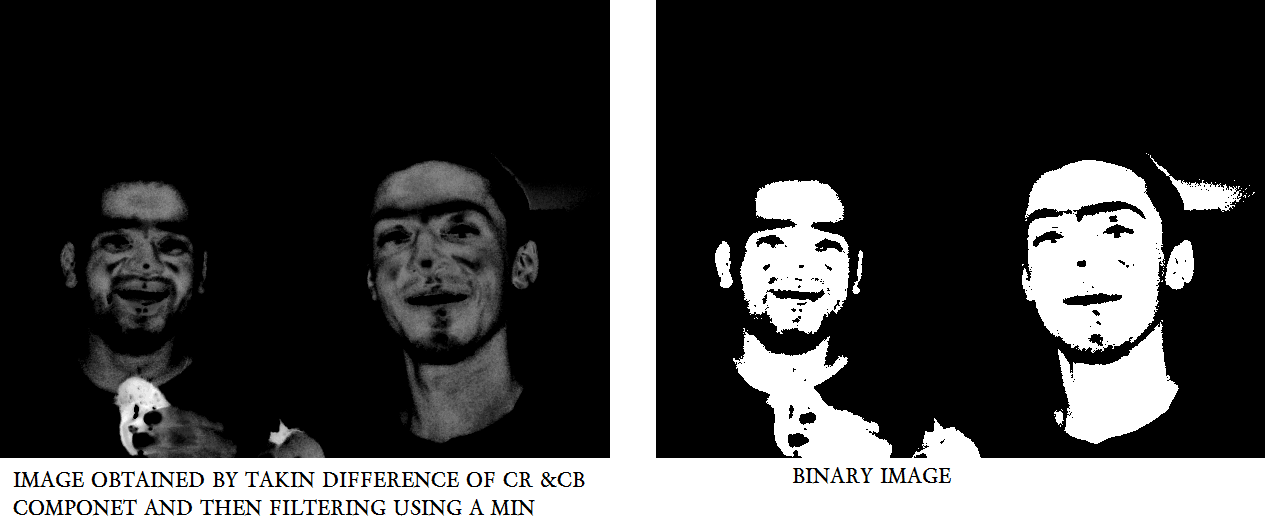 IMAGE OBTAINED BY TAKIN DIFFERENCE OF CR &CB
COMPONET AND THEN FILTERING USING A MIN
BINARY IMAGE